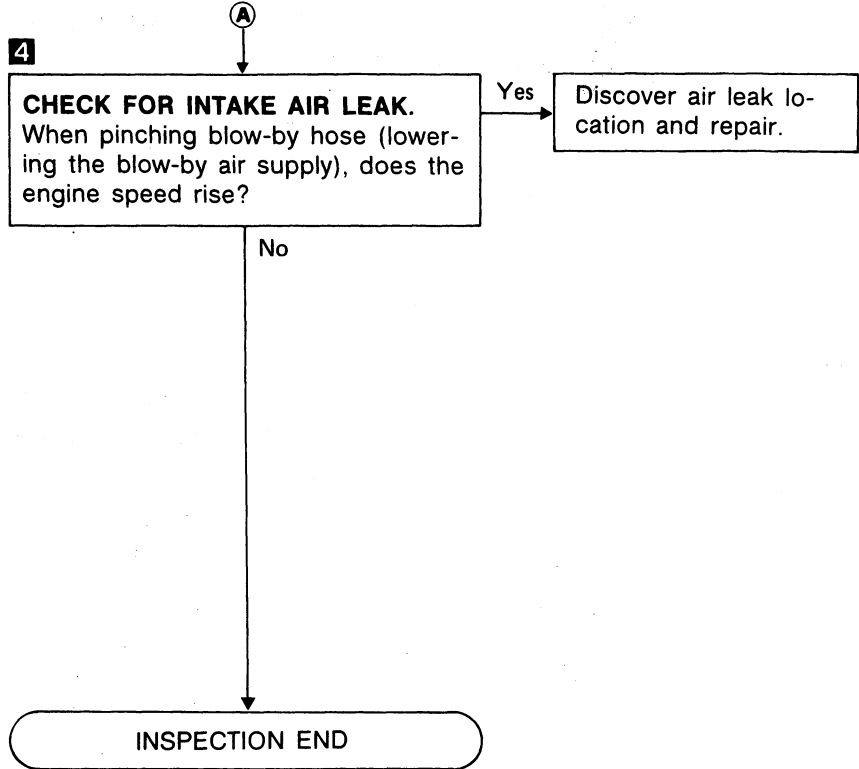 A
4
CHECK FOR INTAKE AIR LEAK.
When pinching blow-by hose (lower-
ing the blow-by air supply), does the
engine speed rise?
Yes
Discover air leak lo-
cation and repair.
No
INSPECTION END